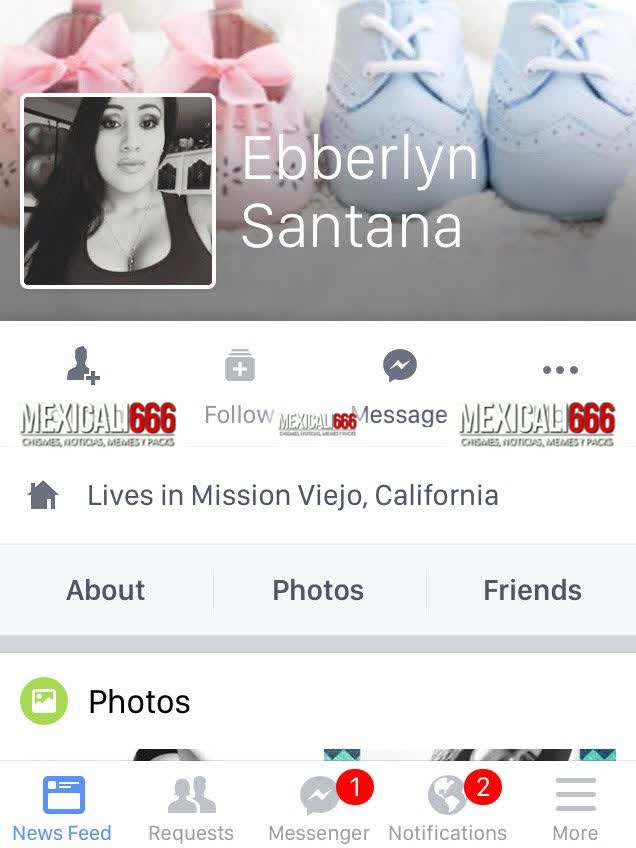 Ebberlyn
Santana
Follow
Message
MEXICALI666
CHISMES, NOTICIAS, MEMES Y PACKS
MEXICALI666
CHISMES, NOTICIAS, MEMES Y PACKS
MEXICALI666
CHISMES, NOTICIAS, MEMES Y PACKS
Lives in Mission Viejo, California
About
Photos
Friends
Photos
1
2
News Feed
Requests
Messenger
Notifications
More